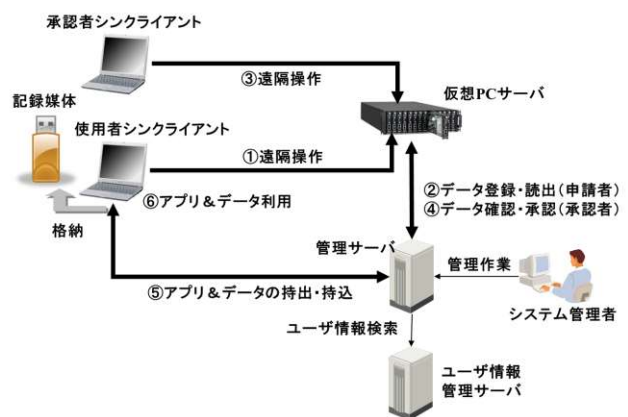 承認者シンクライアント
③遠隔操作
仮想PCサーバ
記録媒体
使用者シンクライアント
①遠隔操作
⑥アプリ&データ利用
②データ登録・読出(申請者)
④データ確認・承認(承認者)
格納
管理サーバ
管理作業
⑤アプリ&データの持出・持込
システム管理者
ユーザ情報検索
ユーザ情報
管理サーバ